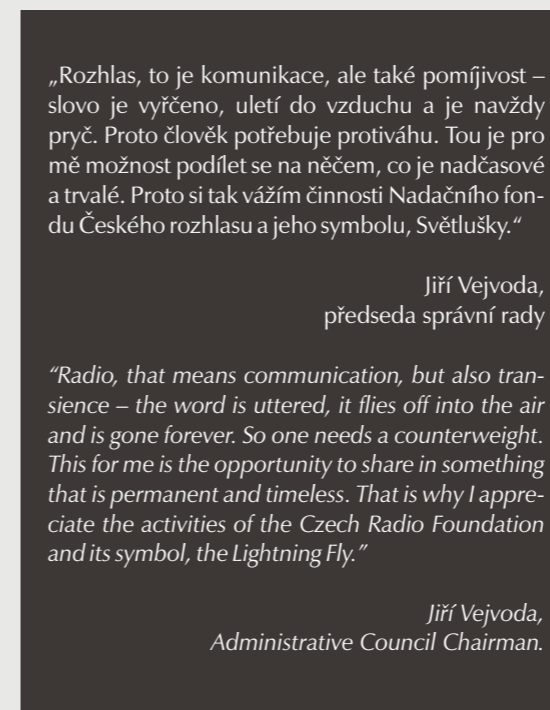 „Rozhlas, to je komunikace, ale také pomíjivost –
slovo je vyřčeno, uletí do vzduchu a je navždy
pryč. Proto člověk potřebuje protiváhu. Tou je pro
mě možnost podílet se na něčem, co je nadčasové
a trvalé. Proto si tak vážím činnosti Nadačního fon-
du Českého rozhlasu a jeho symbolu, Světlušky.“
Jiří Vejvoda,
předseda správní rady
“Radio, that means communication, but also tran-
sience – the word is uttered, it flies off into the air
and is gone forever. So one needs a counterweight.
This for me is the opportunity to share in something
that is permanent and timeless. That is why I appre-
ciate the activities of the Czech Radio Foundation
and its symbol, the Lightning Fly.”
Jiří Vejvoda,
Administrative Council Chairman.